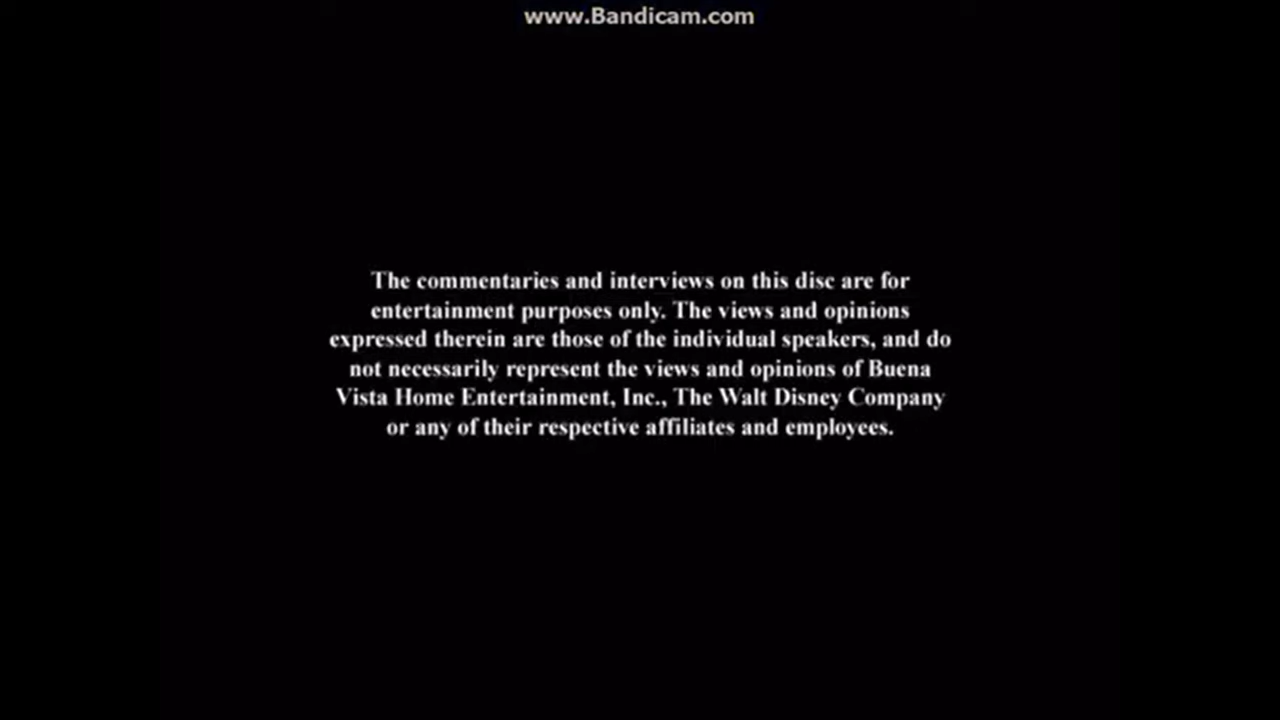 www.Bandicam.com
The commentaries and interviews on this disc are for
entertainment purposes only. The views and opinions
expressed therein are those of the individual speakers, and do
not necessarily represent the views and opinions of Buena
Vista Home Entertainment, Inc., The Walt Disney Company
or any of their respective affiliates and employees.